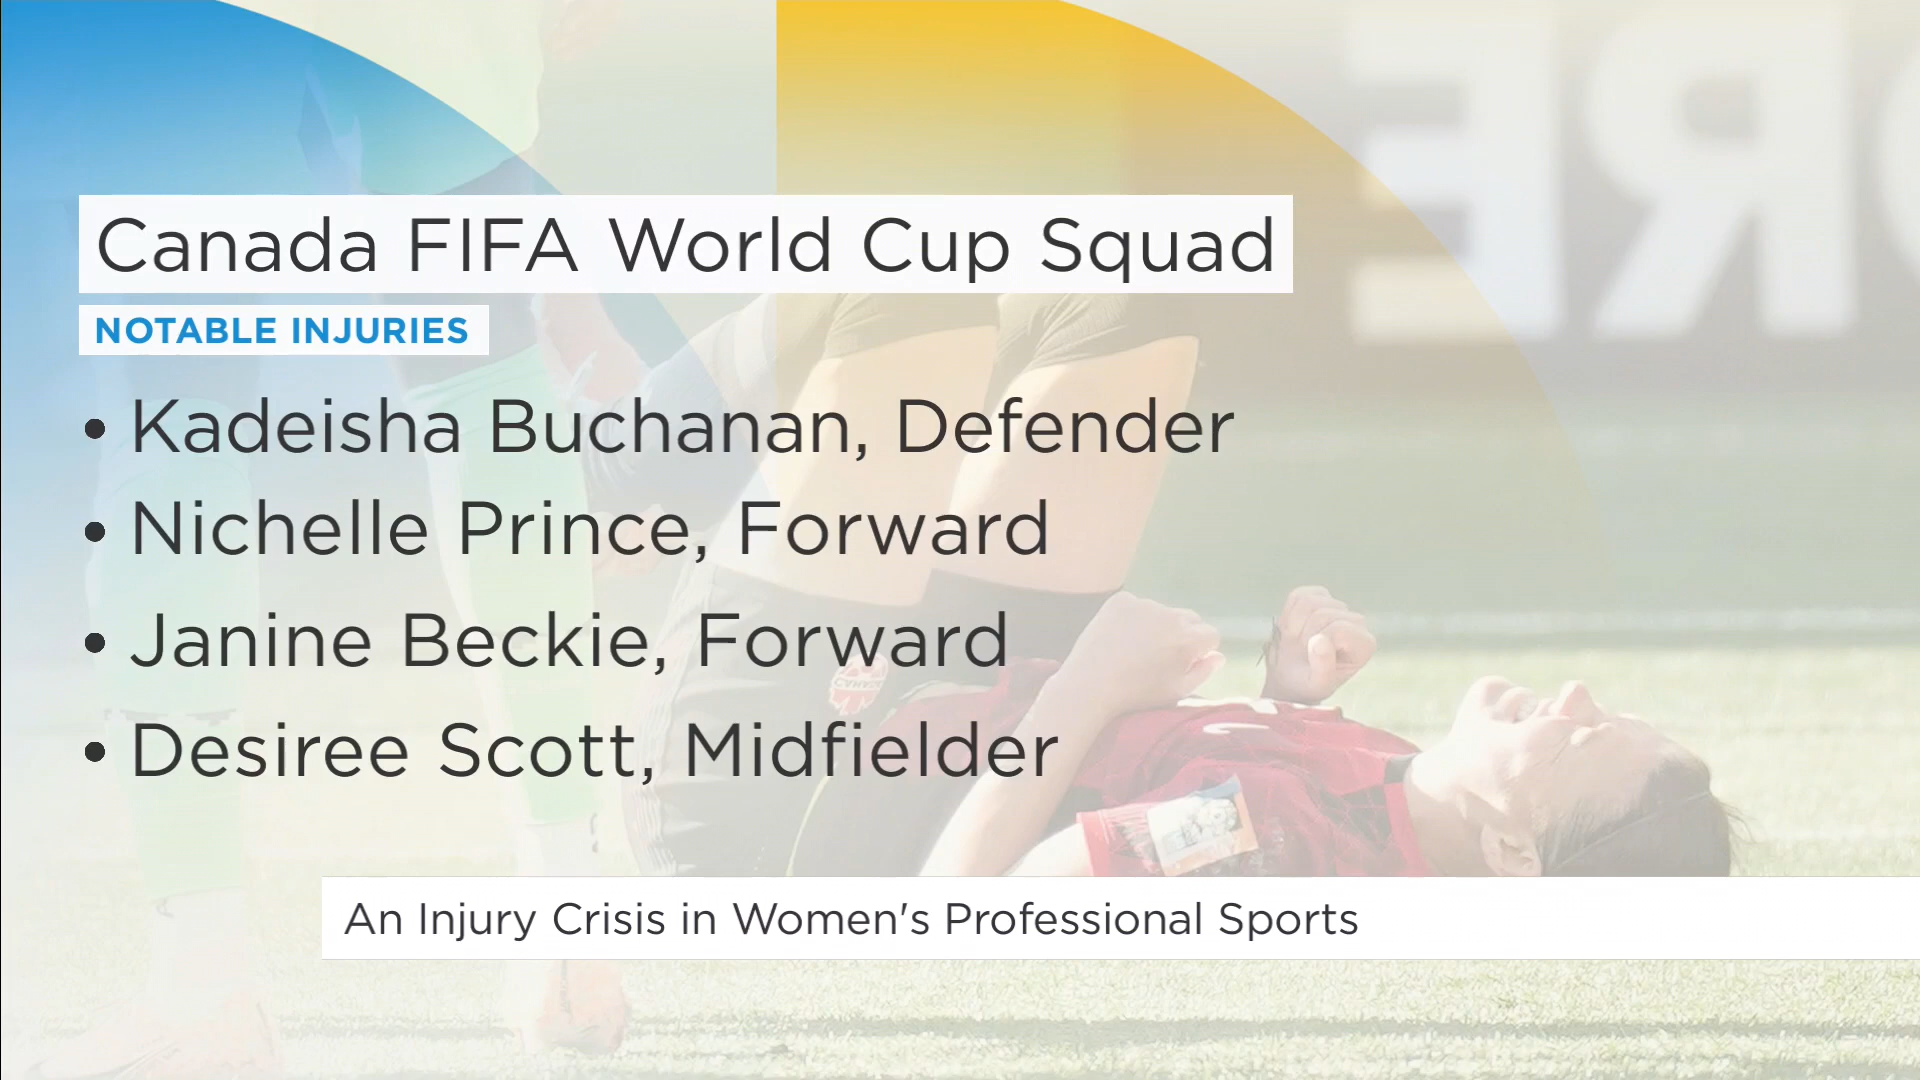 Canada FIFA World Cup Squad
NOTABLE INJURIES
• Kadeisha Buchanan, Defender
• Nichelle Prince, Forward
• Janine Beckie, Forward
• Desiree Scott, Midfielder
CANADA
An Injury Crisis in Women's Professional Sports